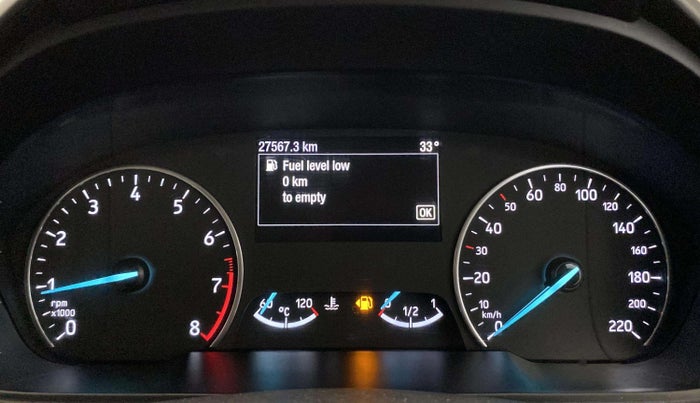 27567.3 km 33°
Fuel level low
0 km
to empty
OK
0 1 2 3 4 5 6 7 8
rpm
x1000
60 °C 120
0 1/2 1
0 10 20 30 40 50 60 80 100 120 140 160 180 200 220
km/h